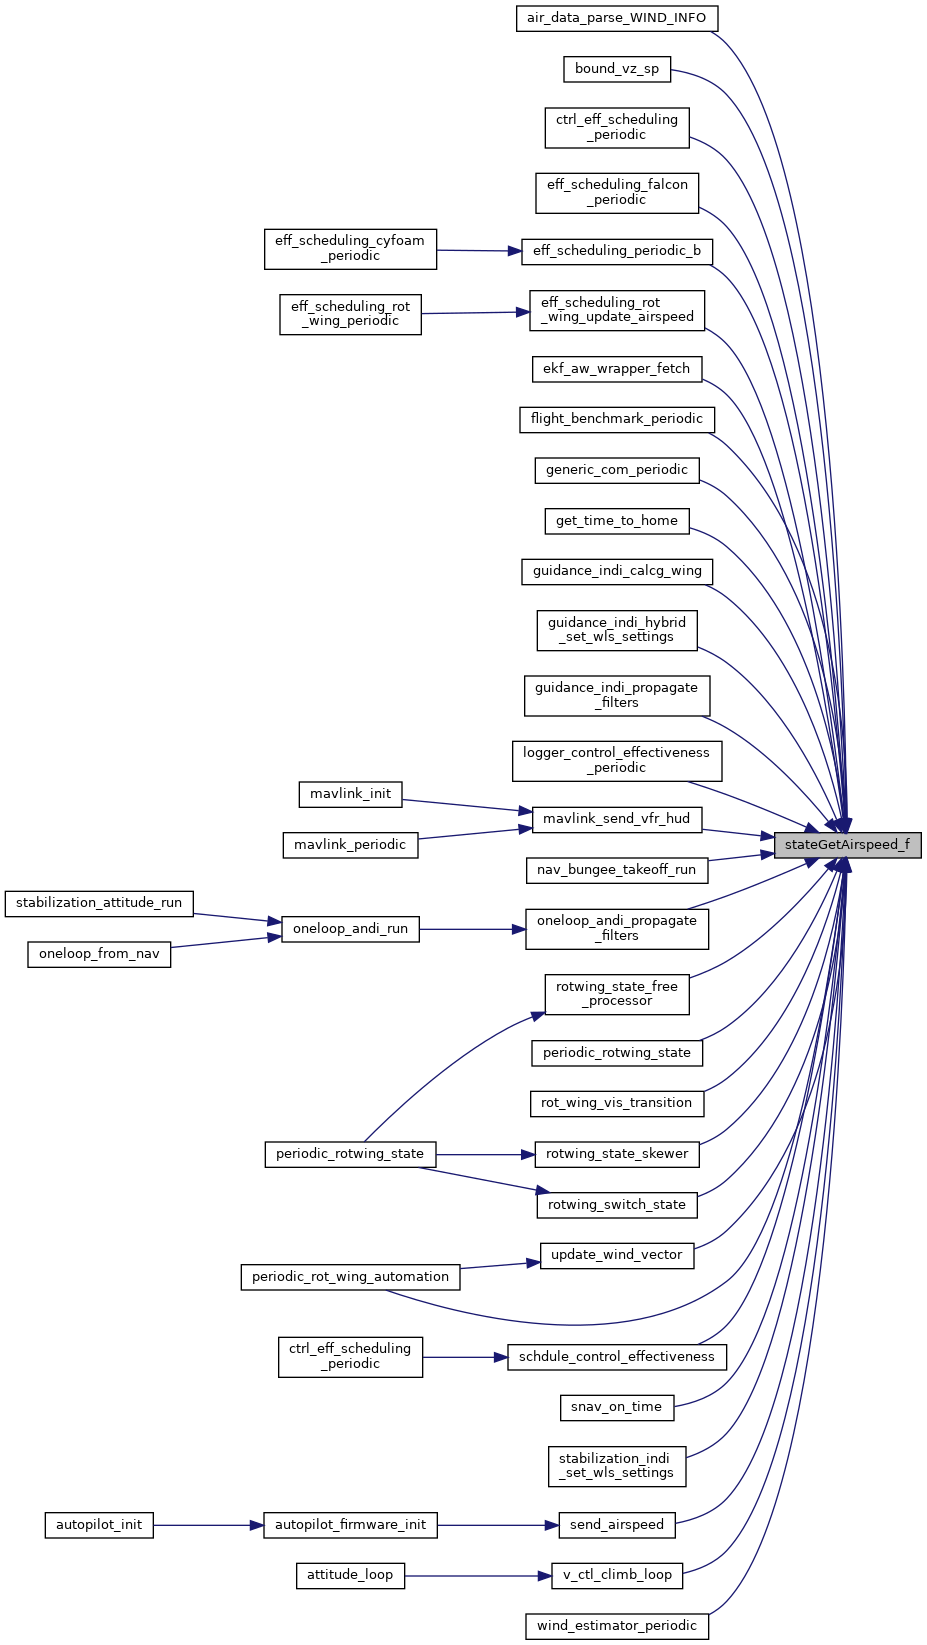 air_data_parse_WIND_INFO
bound_vz_sp
ctrl_eff_scheduling
_periodic
eff_scheduling_falcon
_periodic
eff_scheduling_cyfoam
_periodic
eff_scheduling_periodic_b
eff_scheduling_rot
_wing_periodic
eff_scheduling_rot
_wing_update_airspeed
ekf_aw_wrapper_fetch
flight_benchmark_periodic
generic_com_periodic
get_time_to_home
guidance_indi_calcg_wing
guidance_indi_hybrid
_set_wls_settings
guidance_indi_propagate
_filters
logger_control_effectiveness
_periodic
mavlink_init
mavlink_periodic
mavlink_send_vfr_hud
stateGetAirspeed_f
nav_bungee_takeoff_run
stabilization_attitude_run
oneloop_from_nav
oneloop_andi_run
oneloop_andi_propagate
_filters
rotwing_state_free
_processor
periodic_rotwing_state
rot_wing_vis_transition
periodic_rotwing_state
rotwing_state_skewer
rotwing_switch_state
update_wind_vector
periodic_rot_wing_automation
ctrl_eff_scheduling
_periodic
schdule_control_effectiveness
snav_on_time
stabilization_indi
_set_wls_settings
autopilot_init
autopilot_firmware_init
send_airspeed
attitude_loop
v_ctl_climb_loop
wind_estimator_periodic